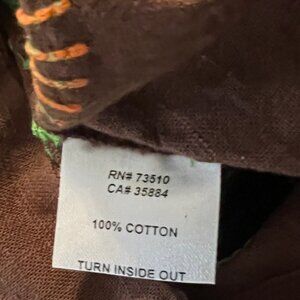 RN# 73510
CA# 35884
100% COTTON
TURN INSIDE OUT